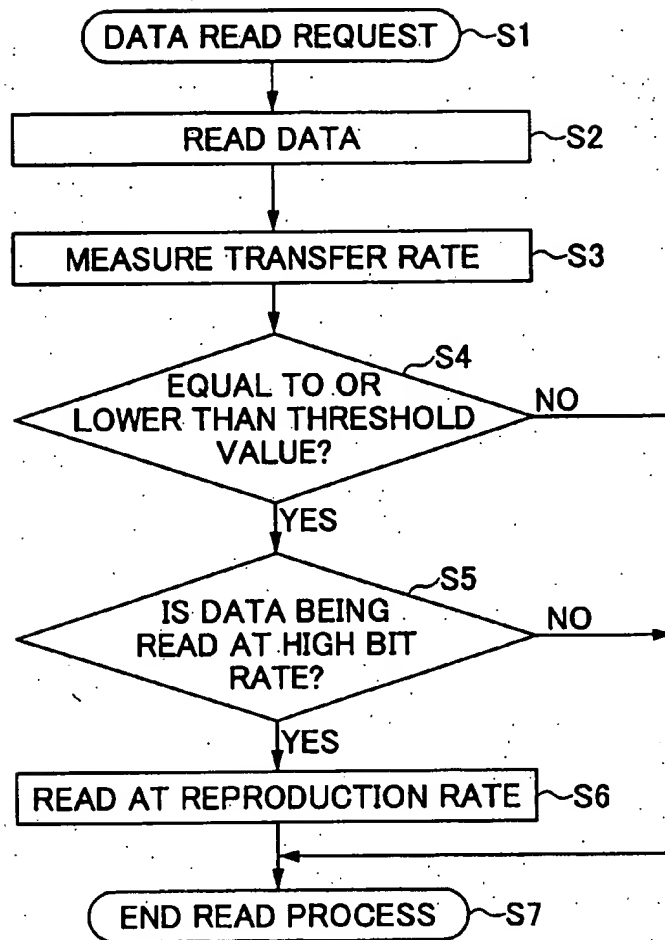 DATA READ REQUEST S1
READ DATA S2
MEASURE TRANSFER RATE S3
S4
EQUAL TO OR
LOWER THAN THRESHOLD
VALUE?
NO
YES
S5
IS DATA BEING
READ AT HIGH BIT
RATE?
NO
YES
READ AT REPRODUCTION RATE S6
END READ PROCESS S7